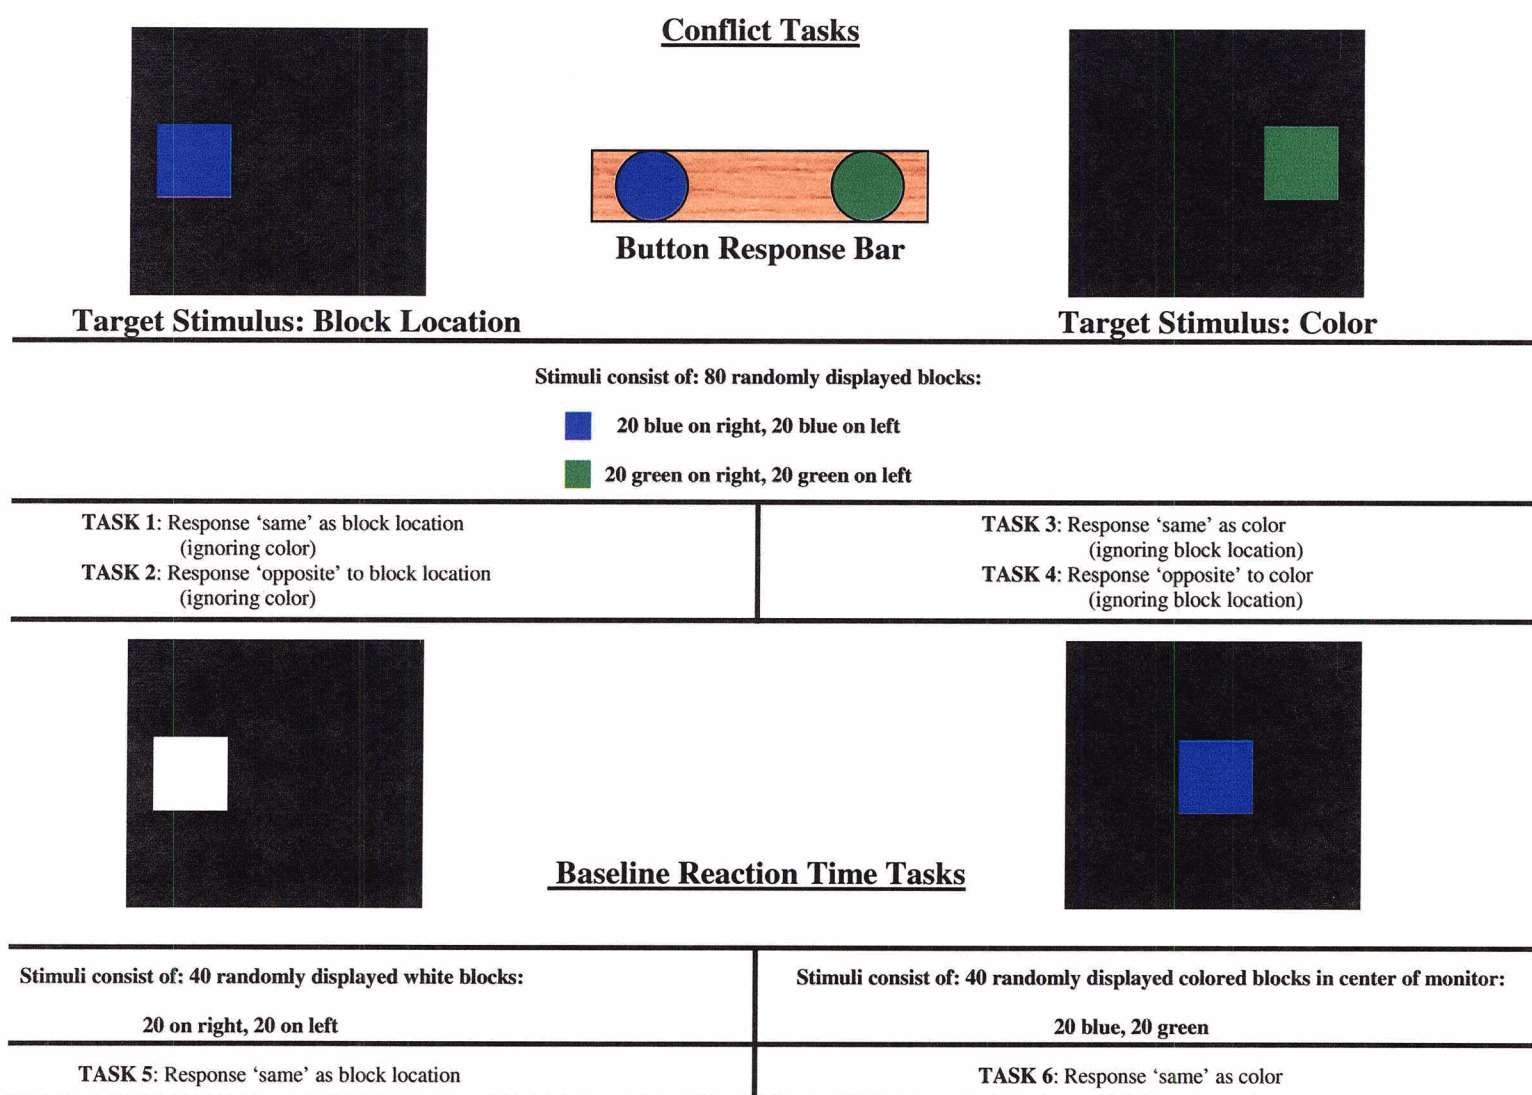 Conflict Tasks
Button Response Bar
Target Stimulus: Block Location
Target Stimulus: Color
Stimuli consist of: 80 randomly displayed blocks:
20 blue on right, 20 blue on left
20 green on right, 20 green on left
TASK 1: Response ‘same’ as block location
(ignoring color)
TASK 2: Response ‘opposite’ to block location
(ignoring color)
TASK 3: Response ‘same’ as color
(ignoring block location)
TASK 4: Response ‘opposite’ to color
(ignoring block location)
Baseline Reaction Time Tasks
Stimuli consist of: 40 randomly displayed white blocks:
20 on right, 20 on left
Stimuli consist of: 40 randomly displayed colored blocks in center of monitor:
20 blue, 20 green
TASK 5: Response ‘same’ as block location
TASK 6: Response ‘same’ as color